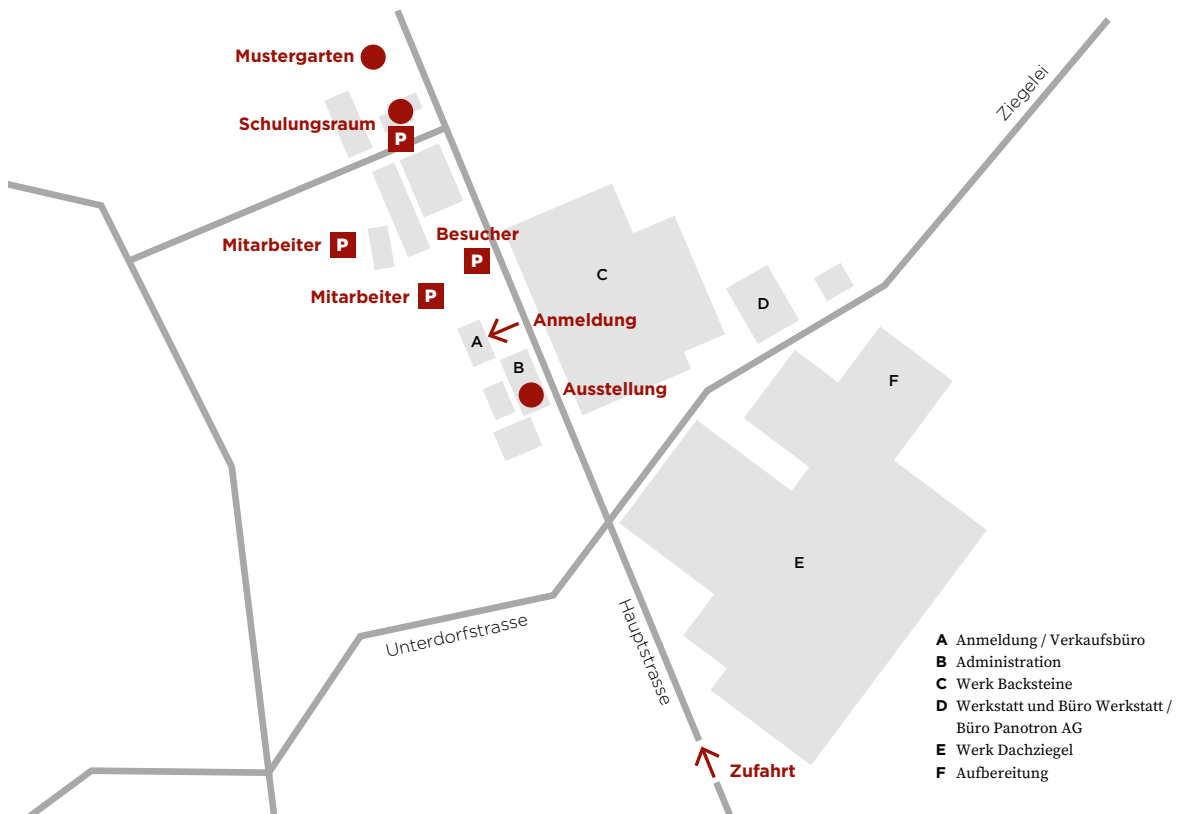 Mustergarten
Schulungsraum
P
Ziegelei
Mitarbeiter P
Besucher
P
Mitarbeiter P
C
D
Anmeldung
A
B
F
Ausstellung
E
Unterdorfstrasse
Hauptstrasse
Zufahrt
A Anmeldung / Verkaufsbüro
B Administration
C Werk Backsteine
D Werkstatt und Büro Werkstatt /
Büro Panotron AG
E Werk Dachziegel
F Aufbereitung